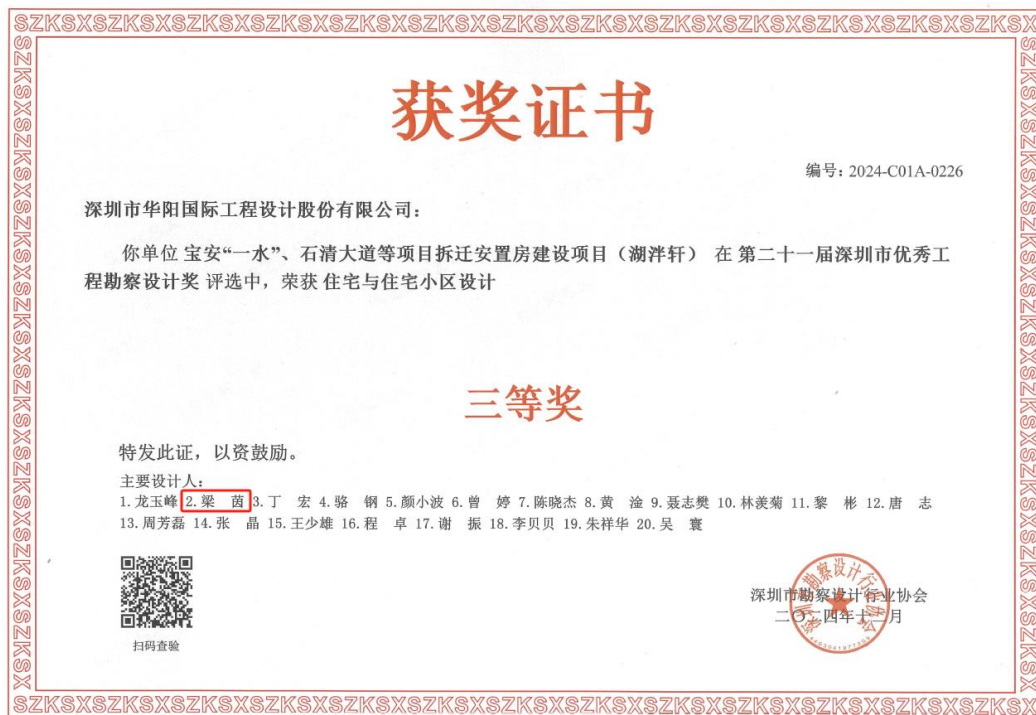 SZKSXSZKSXSZKSXSZKSXSZKSXSZKSXSZKSXSZKSXSZKSXSZKSXSZKSX
获奖证书
编号: 2024-C01A-0226
深圳市华阳国际工程设计股份有限公司:
你单位 宝安“一水”、石清大道等项目拆迁安置房建设项目（湖泮轩） 在 第二十一届深圳市优秀工
程勘察设计奖 评选中，荣获 住宅与住宅小区设计
三等奖
特发此证，以资鼓励。
主要设计人:
1.龙玉峰 2.梁 茵 3.丁 宏 4.骆 钢 5.颜小波 6.曾 婷 7.陈晓杰 8.黄 淦 9.聂志樊 10.林羡菊 11.黎 彬 12.唐 志
13.周芳磊 14.张 晶 15.王少雄 16.程 卓 17.谢 振 18.李贝贝 19.朱祥华 20.吴 寰
扫码查验
深圳市勘察设计行业协会
二〇二四年十二月